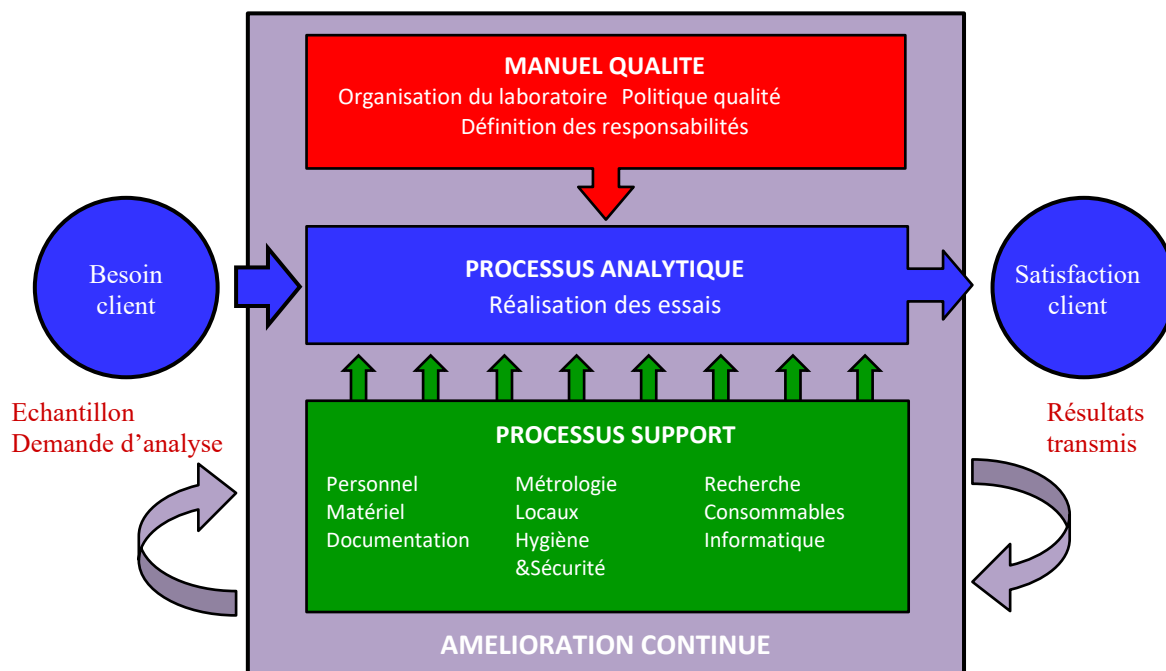 MANUEL QUALITE
Organisation du laboratoire Politique qualité
Définition des responsabilités
Besoin
client
PROCESSUS ANALYTIQUE
Réalisation des essais
Satisfaction
client
Echantillon
Demande d’analyse
Résultats
transmis
PROCESSUS SUPPORT
Personnel
Matériel
Documentation
Métrologie
Locaux
Hygiène
&Sécurité
Recherche
Consommables
Informatique
AMELIORATION CONTINUE